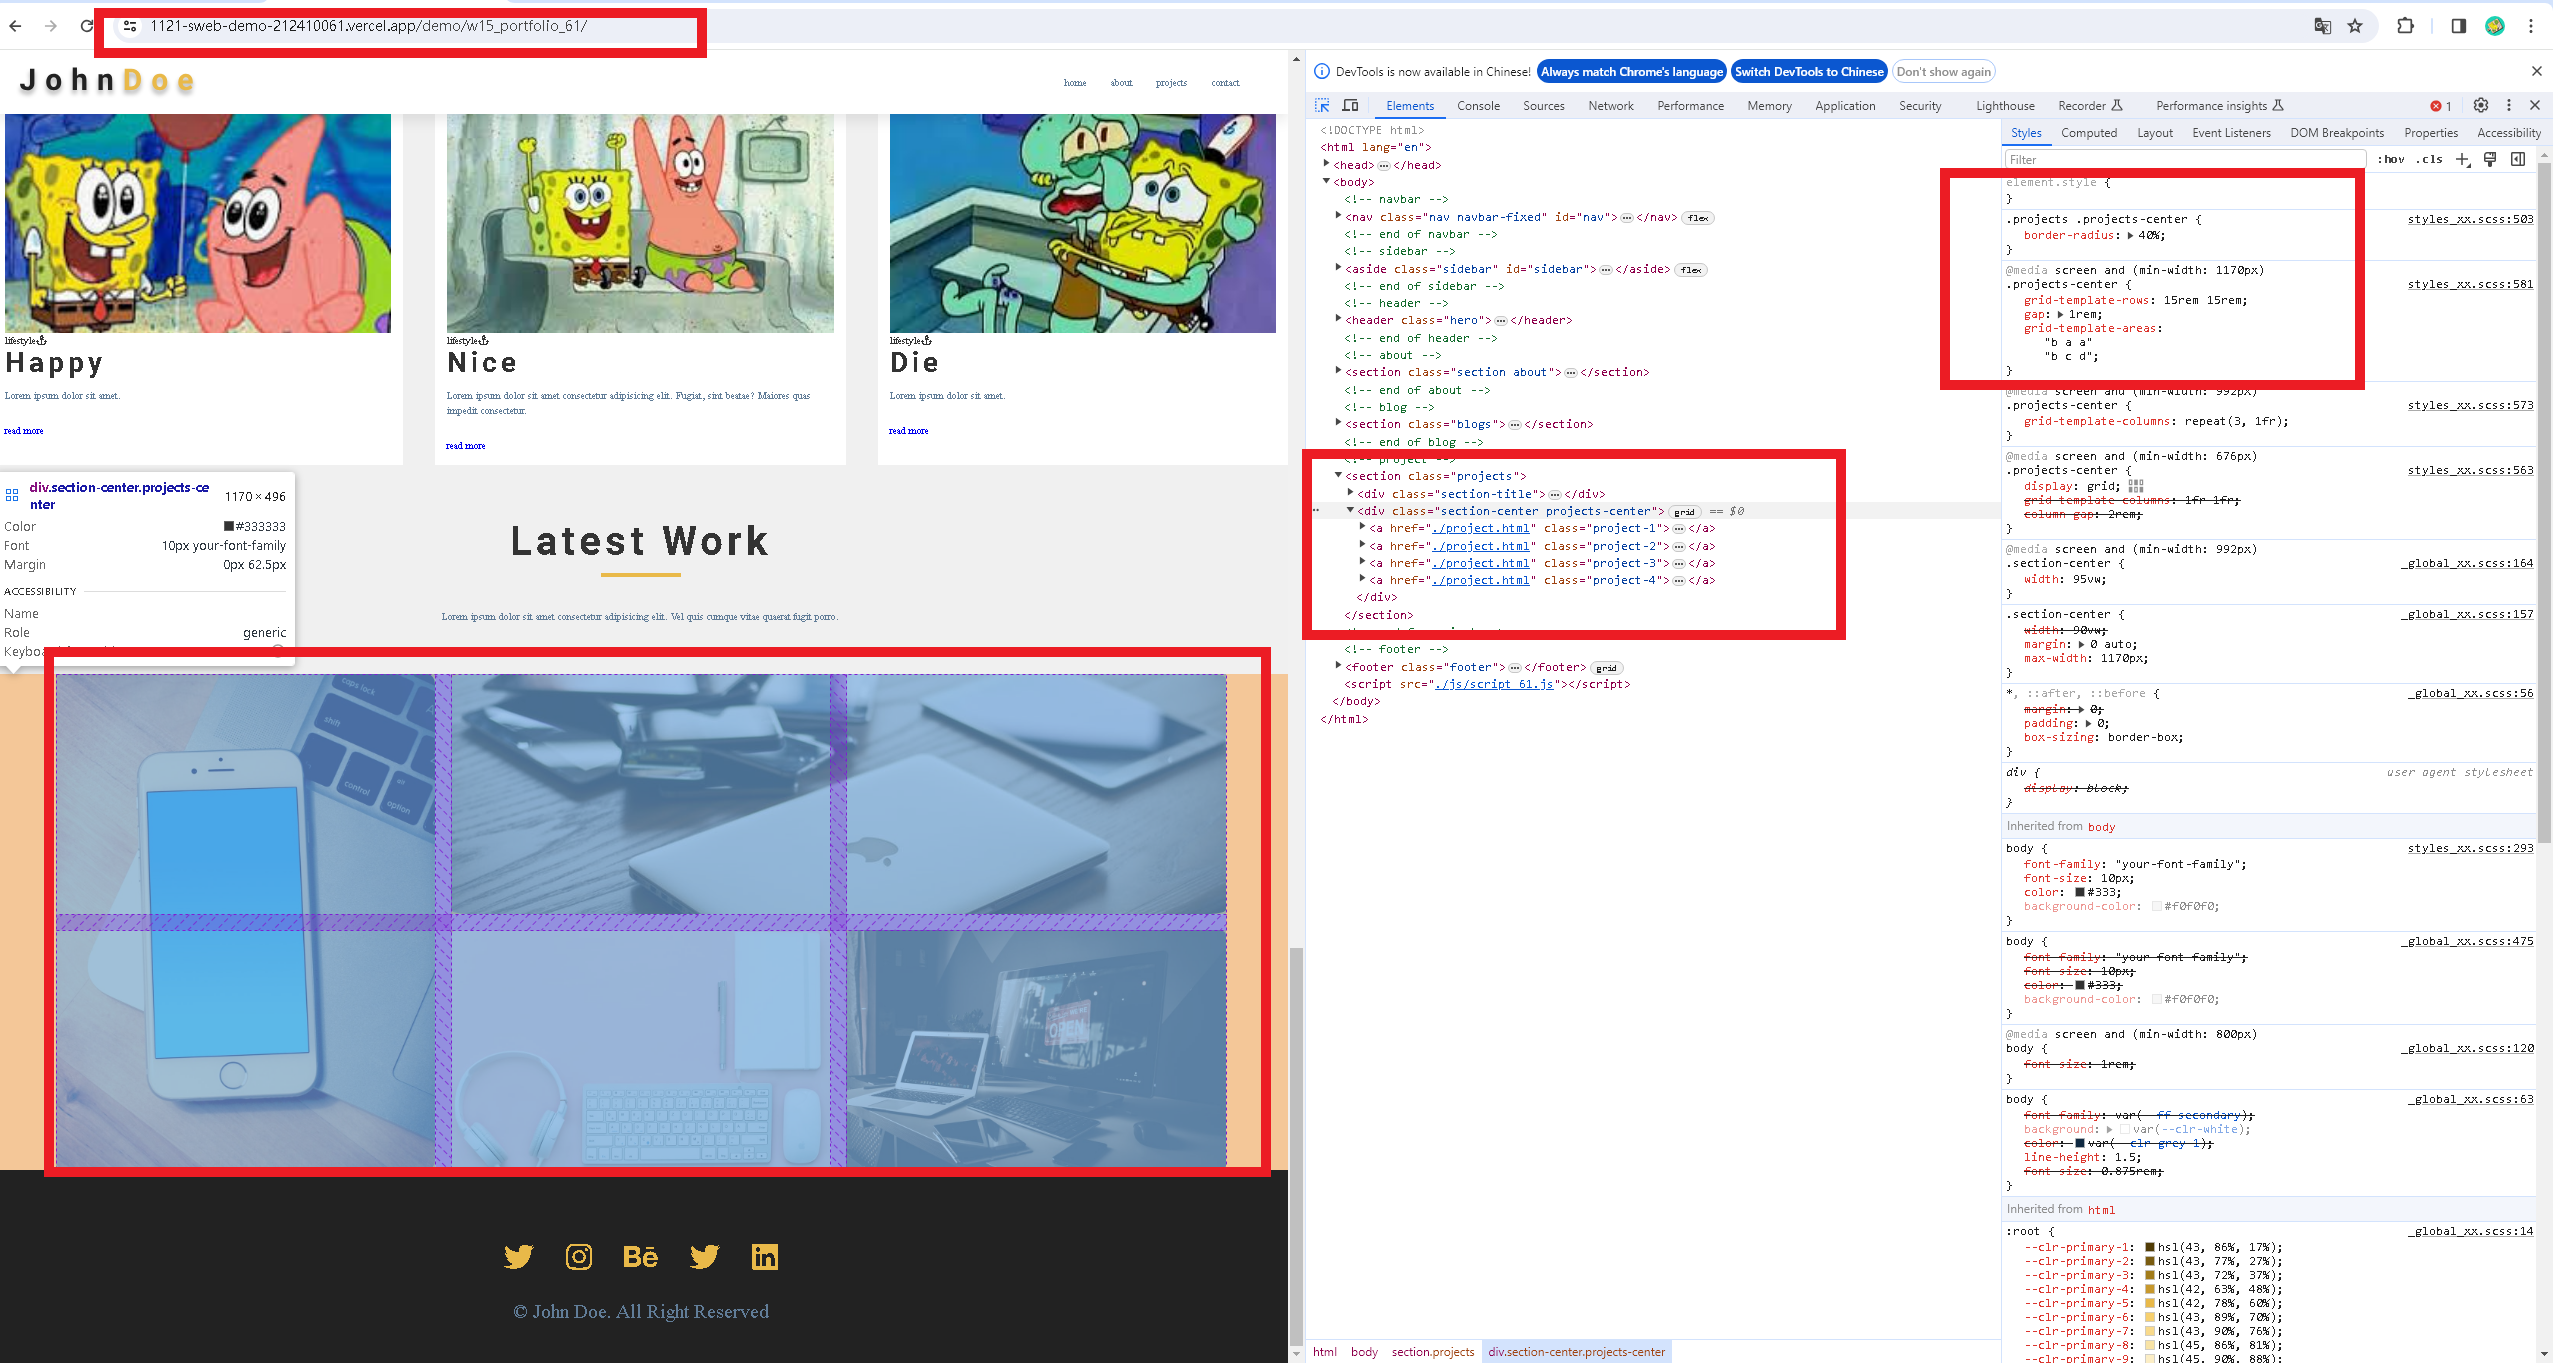 1121-sweb-demo-212410061.vercel.app/demo/w15_portfolio_61/
JohnDoe
home about projects contact
lifestyle
Happy
Lorem ipsum dolor sit amet.
read more
lifestyle
Nice
Lorem ipsum dolor sit amet consectetur adipisicing elit. Fugiat, sint beatae? Maiores quas
impedit consectetur.
read more
lifestyle
Die
Lorem ipsum dolor sit amet.
read more
div.section-center.projects-ce
nter
1170 × 496
Color #333333
Font 10px your-font-family
Margin 0px 62.5px
ACCESSIBILITY
Name
Role generic
Latest Work
Lorem ipsum dolor sit amet consectetur adipisicing elit. Vel quis cumque vitae quaerat fugit porro.
caps lock
shift
control
alt
option
OPEN
Bē
in
© John Doe. All Right Reserved
DevTools is now available in Chinese! Always match Chrome's language Switch DevTools to Chinese Don't show again
Elements Console Sources Network Performance Memory Application Security Lighthouse Recorder Performance insights 1
<!DOCTYPE html>
<html lang="en">
<head>⋯</head>
<body>
<!-- navbar -->
<nav class="nav navbar-fixed" id="nav">⋯</nav> flex
<!-- end of navbar -->
<!-- sidebar -->
<aside class="sidebar" id="sidebar">⋯</aside> flex
<!-- end of sidebar -->
<!-- header -->
<header class="hero">⋯</header>
<!-- end of header -->
<!-- about -->
<section class="section about">⋯</section>
<!-- end of about -->
<!-- blog -->
<section class="blogs">⋯</section>
<!-- end of blog -->
<!-- project -->
<section class="projects">
<div class="section-title">⋯</div>
<div class="section-center projects-center"> grid == $0
<a href="./project.html" class="project-1">⋯</a>
<a href="./project.html" class="project-2">⋯</a>
<a href="./project.html" class="project-3">⋯</a>
<a href="./project.html" class="project-4">⋯</a>
</div>
</section>
<!-- footer -->
<footer class="footer">⋯</footer> grid
<script src="./js/script_61.js"></script>
</body>
</html>
html body section.projects div.section-center.projects-center
Styles Computed Layout Event Listeners DOM Breakpoints Properties Accessibility
Filter :hov .cls
element.style {
}
.projects .projects-center { styles_xx.scss:503
border-radius: 40%;
}
@media screen and (min-width: 1170px)
.projects-center { styles_xx.scss:581
grid-template-rows: 15rem 15rem;
gap: 1rem;
grid-template-areas:
"b a a"
"b c d";
}
@media screen and (min-width: 992px)
.projects-center { styles_xx.scss:573
grid-template-columns: repeat(3, 1fr);
}
@media screen and (min-width: 676px)
.projects-center { styles_xx.scss:563
display: grid;
grid-template-columns: 1fr 1fr;
column-gap: 2rem;
}
@media screen and (min-width: 992px)
.section-center { _global_xx.scss:164
width: 95vw;
}
.section-center { _global_xx.scss:157
width: 90vw;
margin: 0 auto;
max-width: 1170px;
}
*, ::after, ::before { _global_xx.scss:56
margin: 0;
padding: 0;
box-sizing: border-box;
}
div { user agent stylesheet
display: block;
}
Inherited from body
body { styles_xx.scss:293
font-family: "your-font-family";
font-size: 10px;
color: #333;
background-color: #f0f0f0;
}
body { _global_xx.scss:475
font-family: "your-font-family";
font-size: 10px;
color: #333;
background-color: #f0f0f0;
}
@media screen and (min-width: 800px)
body { _global_xx.scss:120
font-size: 1rem;
}
body { _global_xx.scss:63
font-family: var(--ff-secondary);
background: var(--clr-white);
color: var(--clr-grey-1);
line-height: 1.5;
font-size: 0.875rem;
}
Inherited from html
:root { _global_xx.scss:14
--clr-primary-1: hsl(43, 86%, 17%);
--clr-primary-2: hsl(43, 77%, 27%);
--clr-primary-3: hsl(43, 72%, 37%);
--clr-primary-4: hsl(42, 63%, 48%);
--clr-primary-5: hsl(42, 78%, 60%);
--clr-primary-6: hsl(43, 89%, 70%);
--clr-primary-7: hsl(43, 90%, 76%);
--clr-primary-8: hsl(45, 86%, 81%);
--clr-primary-9: hsl(45, 90%, 88%);